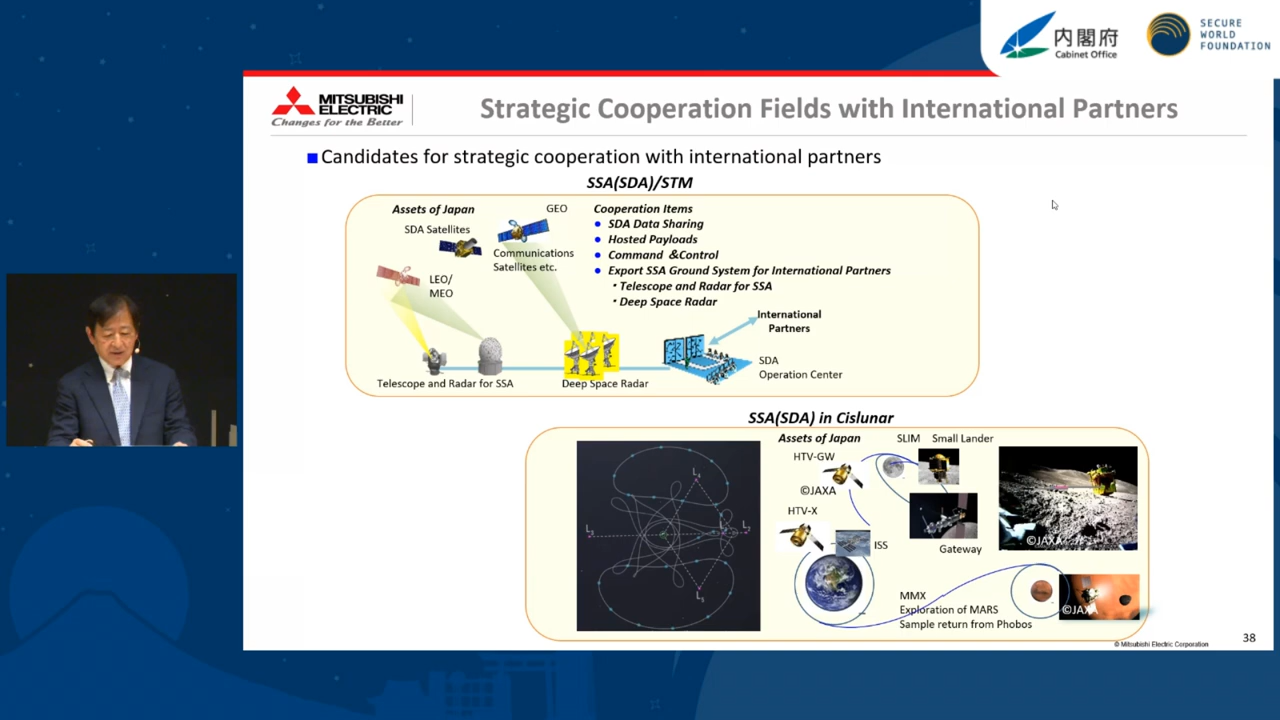 内閣府
Cabinet Office
SECURE
WORLD
FOUNDATION
MITSUBISHI
ELECTRIC
Changes for the Better
Strategic Cooperation Fields with International Partners
■Candidates for strategic cooperation with international partners
SSA(SDA)/STM
Assets of Japan
GEO
SDA Satellites
Communications
Satellites etc.
LEO/
MEO
Cooperation Items
● SDA Data Sharing
● Hosted Payloads
● Command &Control
● Export SSA Ground System for International Partners
・Telescope and Radar for SSA
・Deep Space Radar
International
Partners
SDA
Operation Center
Telescope and Radar for SSA
Deep Space Radar
SSA(SDA) in Cislunar
Assets of Japan
SLIM Small Lander
HTV-GW
©JAXA
HTV-X
ISS
Gateway
©JAXA
L4
L3
L1
L2
L5
MMX
Exploration of MARS
Sample return from Phobos
©JAXA
38
© Mitsubishi Electric Corporation